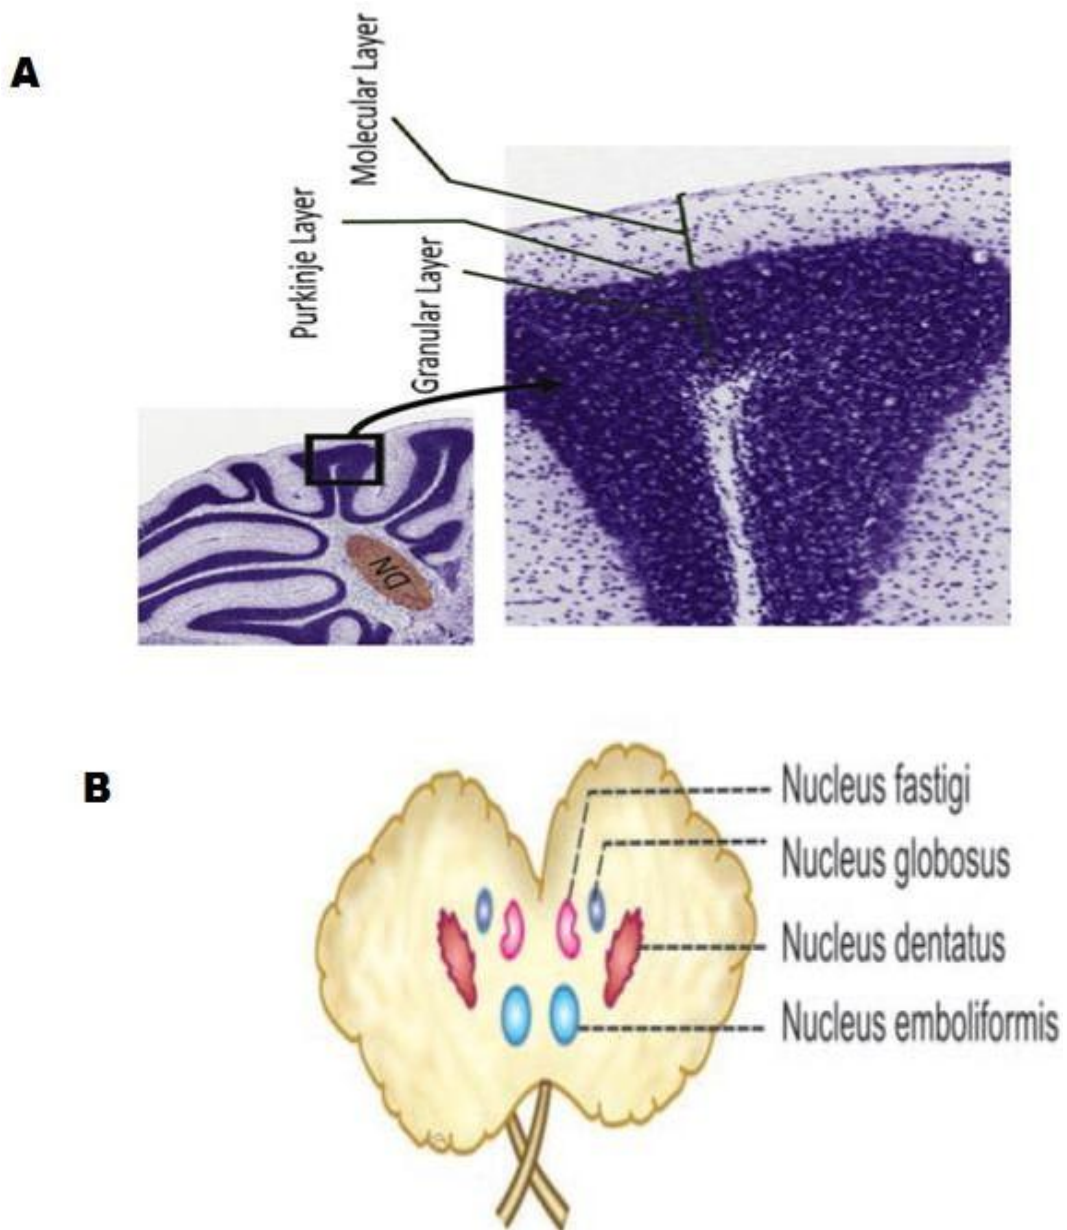 A
Molecular Layer
Purkinje Layer
Granular Layer
DN
B
Nucleus fastigi
Nucleus globosus
Nucleus dentatus
Nucleus emboliformis